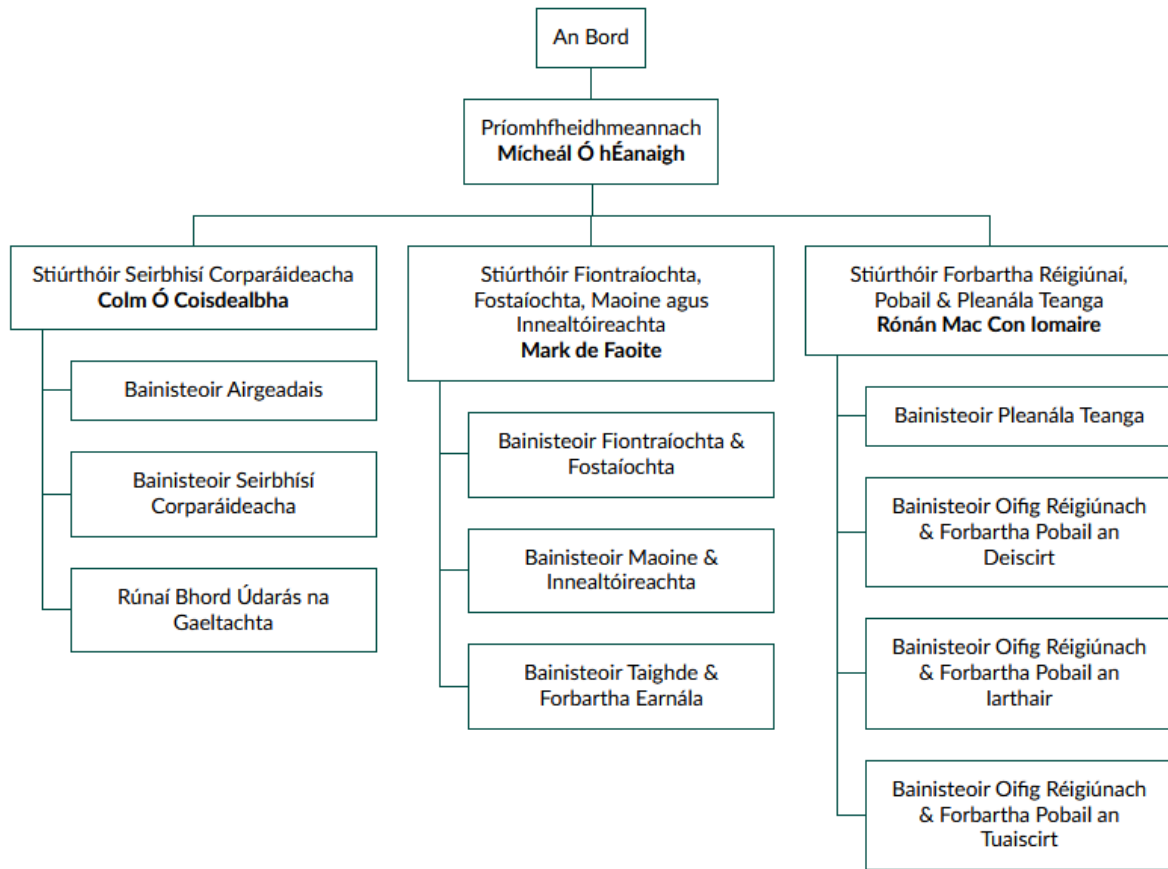 An Bord
Príomhfheidhmeannach
Mícheál Ó hÉanaigh
Stiúrthóir Seirbhisí Corparáideacha
Colm Ó Coisdealbha
Bainisteoir Airgeadais
Bainisteoir Seirbhísí
Corparáideacha
Rúnaí Bhord Údarás na
Gaeltachta
Stiúrthóir Fiontraíochta,
Fostaíochta, Maoine agus
Innealtóireachta
Mark de Faoite
Bainisteoir Fiontraíochta &
Fostaíochta
Bainisteoir Maoine &
Innealtóireachta
Bainisteoir Taighde &
Forbartha Earnála
Stiúrthóir Forbartha Réigiúnaí,
Pobail & Pleanála Teanga
Rónán Mac Con Iomaire
Bainisteoir Pleanála Teanga
Bainisteoir Oifig Réigiúnach
& Forbartha Pobail an
Deiscirt
Bainisteoir Oifig Réigiúnach
& Forbartha Pobail an
Iarthair
Bainisteoir Oifig Réigiúnach
& Forbartha Pobail an
Tuaiscirt